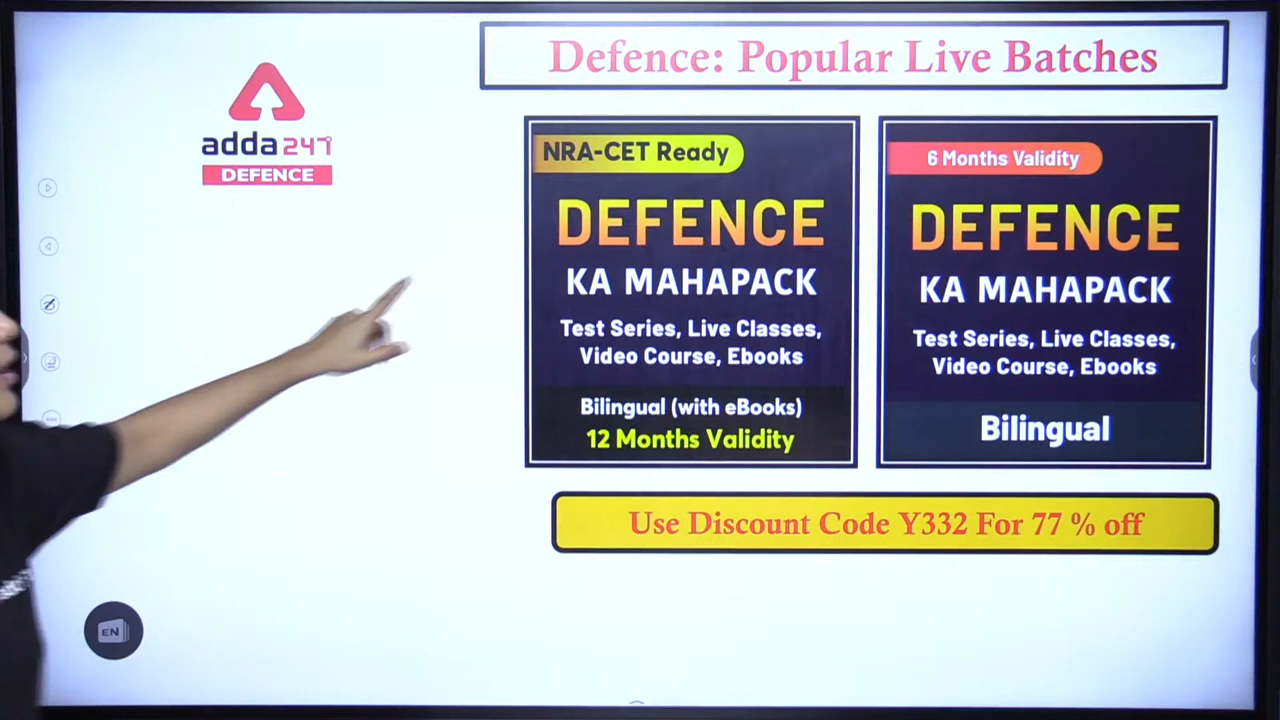 Defence: Popular Live Batches
adda247
DEFENCE
NRA-CET Ready
DEFENCE
KA MAHAPACK
Test Series, Live Classes,
Video Course, Ebooks
Bilingual (with eBooks)
12 Months Validity
6 Months Validity
DEFENCE
KA MAHAPACK
Test Series, Live Classes,
Video Course, Ebooks
Bilingual
Use Discount Code Y332 For 77 % off
EN